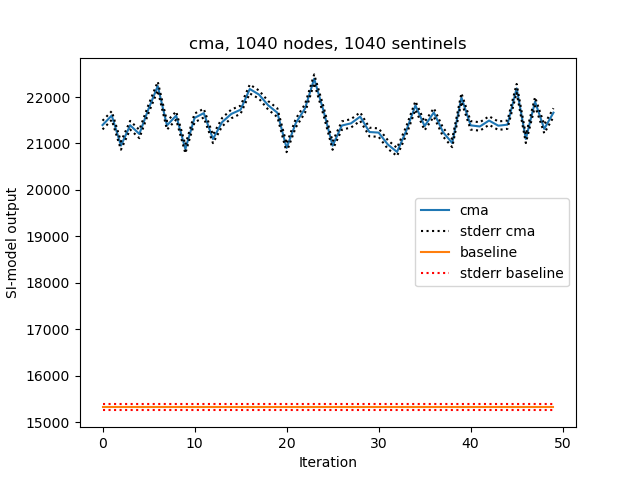 cma, 1040 nodes, 1040 sentinels
22000
21000
20000
19000
18000
17000
16000
15000
SI-model output
cma
stderr cma
baseline
stderr baseline
0 10 20 30 40 50
Iteration